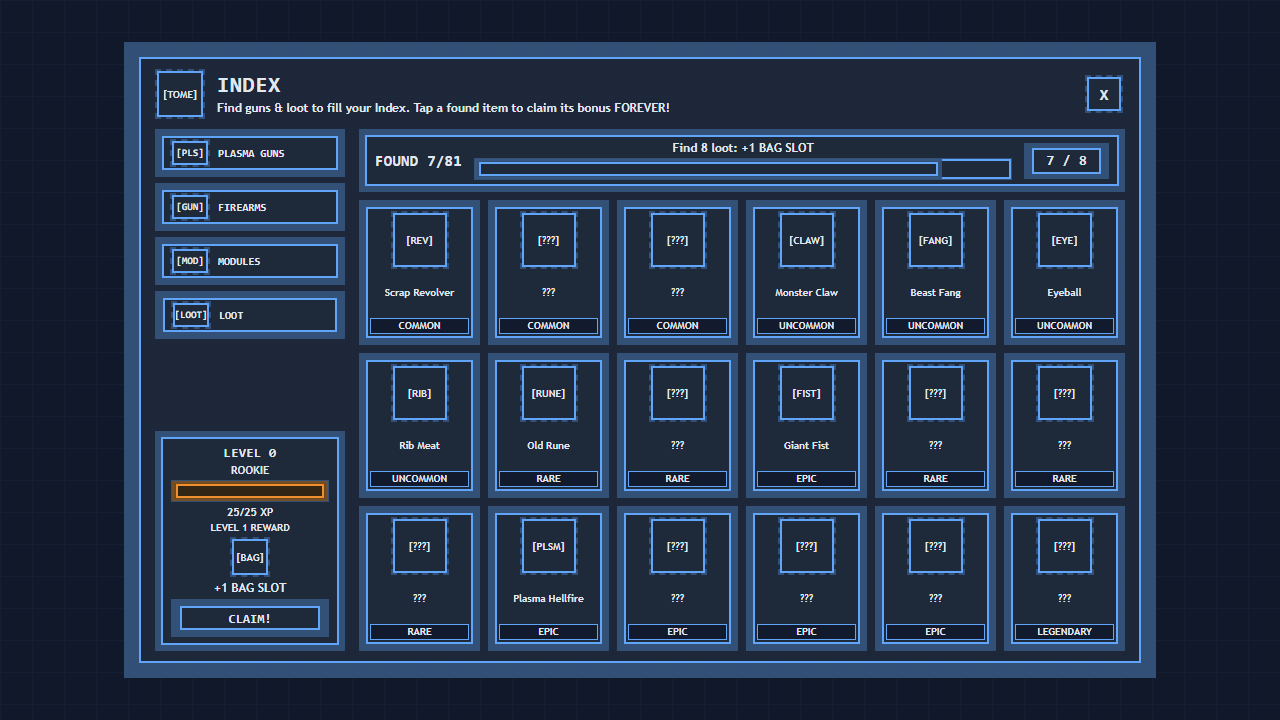 [TOME]
INDEX
Find guns & loot to fill your Index. Tap a found item to claim its bonus FOREVER!
X
[PLS] PLASMA GUNS
[GUN] FIREARMS
[MOD] MODULES
[LOOT] LOOT
LEVEL 0
ROOKIE
25/25 XP
LEVEL 1 REWARD
[BAG]
+1 BAG SLOT
CLAIM!
FOUND 7/81
Find 8 loot: +1 BAG SLOT
7 / 8
[REV]
Scrap Revolver
COMMON
[???]
???
COMMON
[???]
???
COMMON
[CLAW]
Monster Claw
UNCOMMON
[FANG]
Beast Fang
UNCOMMON
[EYE]
Eyeball
UNCOMMON
[RIB]
Rib Meat
UNCOMMON
[RUNE]
Old Rune
RARE
[???]
???
RARE
[FIST]
Giant Fist
EPIC
[???]
???
RARE
[???]
???
RARE
[???]
???
RARE
[PLSM]
Plasma Hellfire
EPIC
[???]
???
EPIC
[???]
???
EPIC
[???]
???
EPIC
[???]
???
LEGENDARY